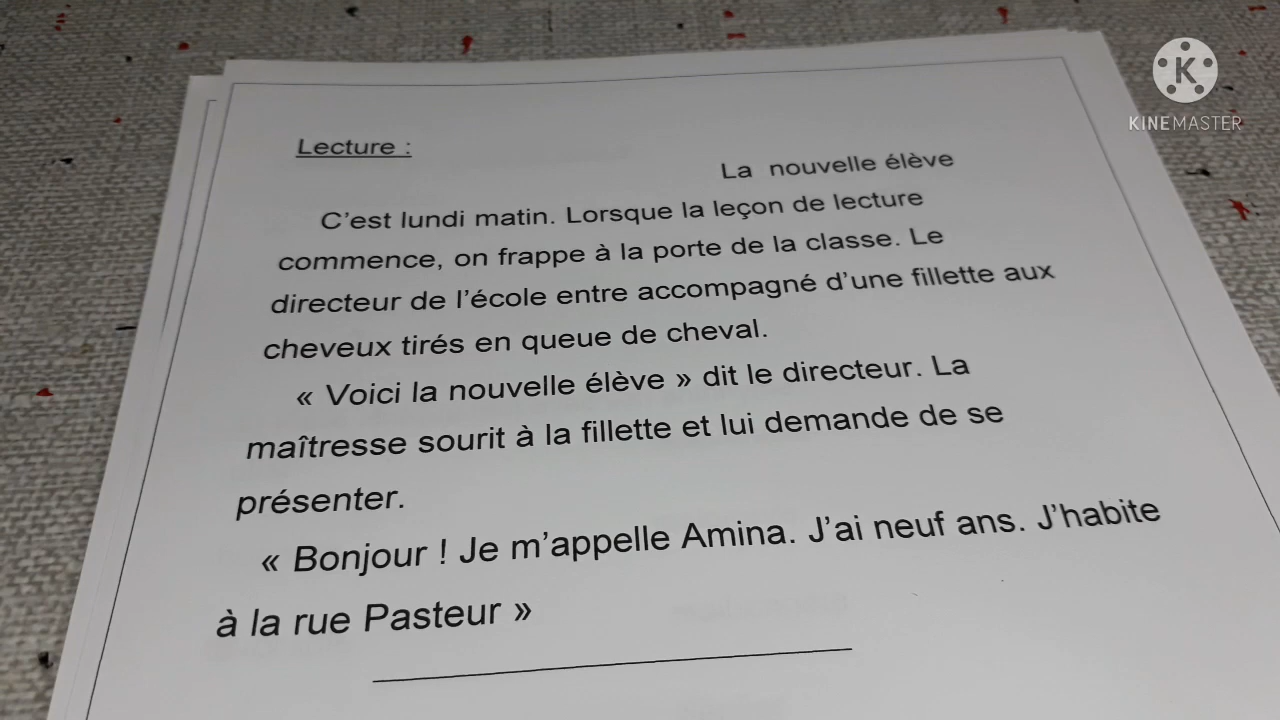 Lecture :
La nouvelle élève
C'est lundi matin. Lorsque la leçon de lecture
commence, on frappe à la porte de la classe. Le
directeur de l'école entre accompagné d'une fillette aux
cheveux tirés en queue de cheval.
« Voici la nouvelle élève » dit le directeur. La
maîtresse sourit à la fillette et lui demande de se
présenter.
« Bonjour ! Je m'appelle Amina. J'ai neuf ans. J'habite
à la rue Pasteur »
K
KINEMASTER